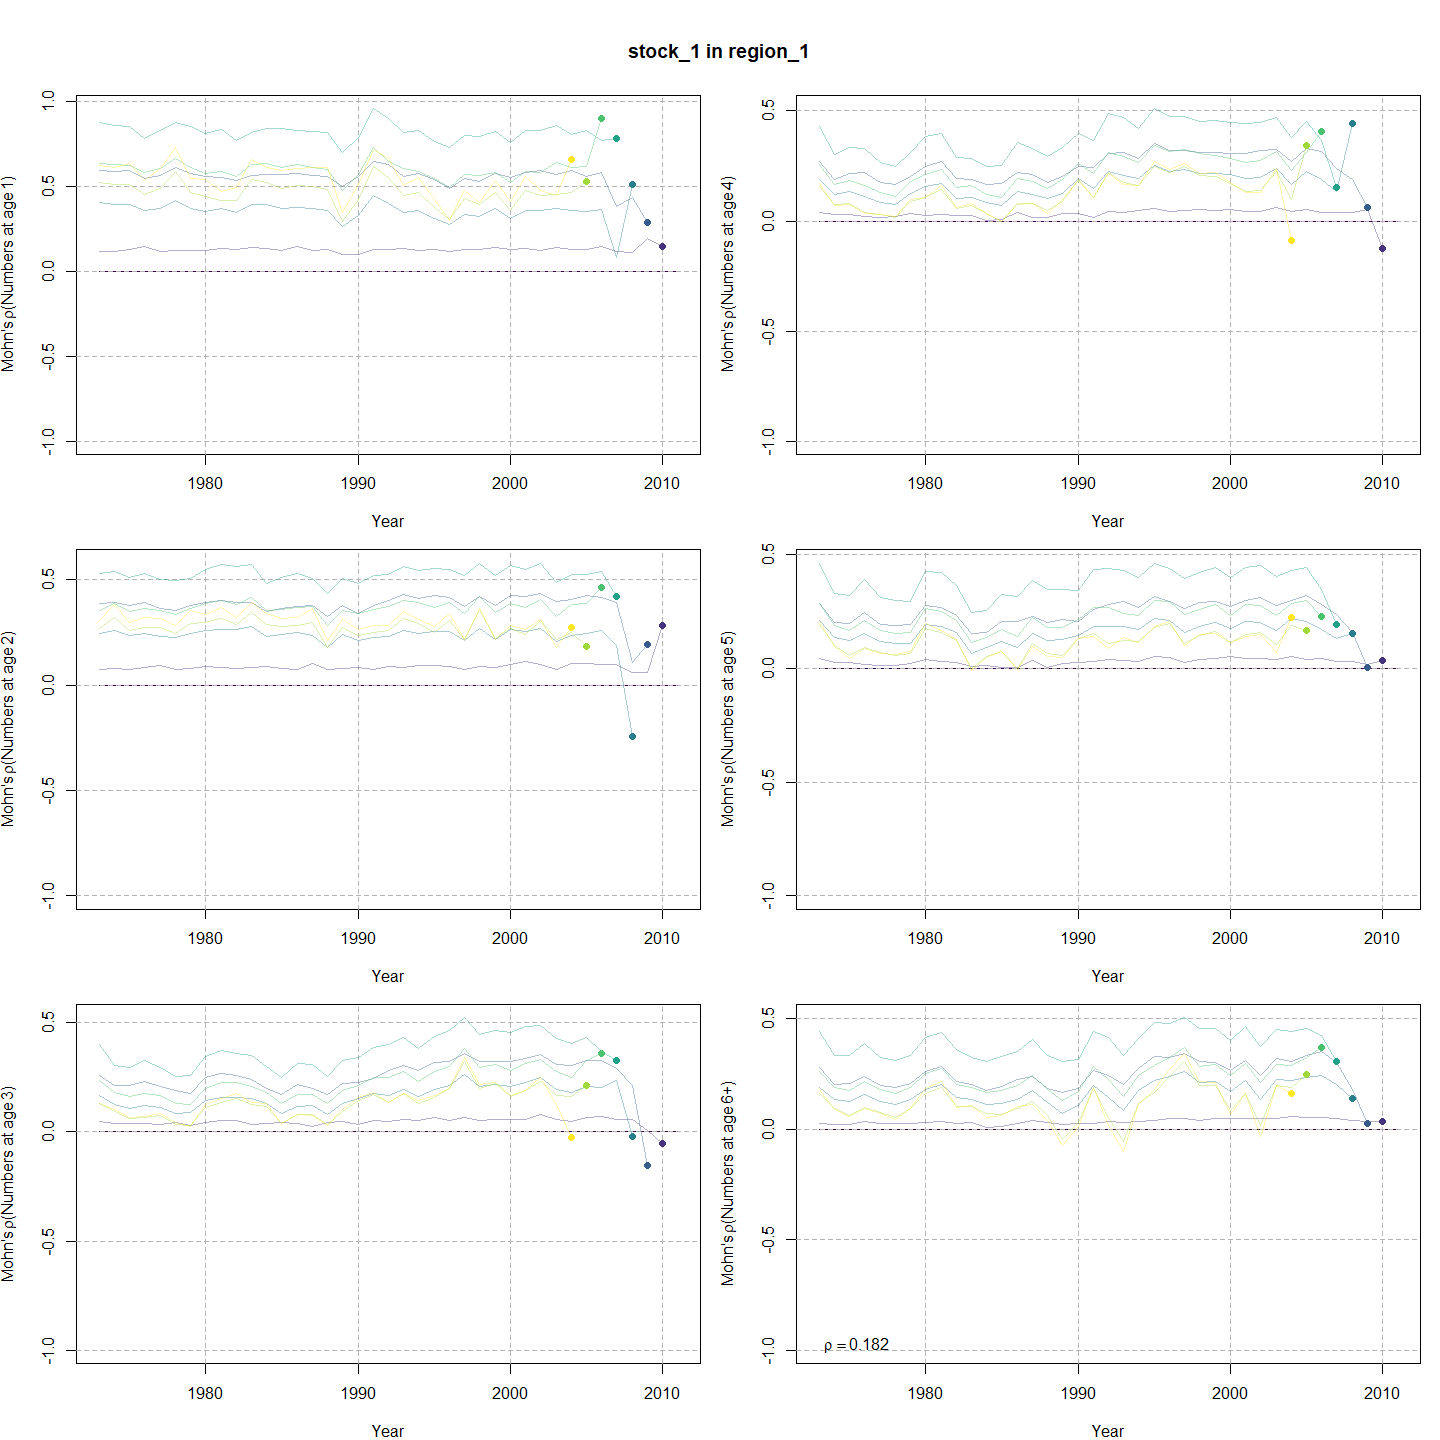 stock_1 in region_1
Mohn's ρ(Numbers at age 1)
1.0
0.5
0.0
-0.5
-1.0
1980 1990 2000 2010
Year
Mohn's ρ(Numbers at age 4)
0.5
0.0
-0.5
-1.0
1980 1990 2000 2010
Year
Mohn's ρ(Numbers at age 2)
0.5
0.0
-0.5
-1.0
1980 1990 2000 2010
Year
Mohn's ρ(Numbers at age 5)
0.5
0.0
-0.5
-1.0
1980 1990 2000 2010
Year
Mohn's ρ(Numbers at age 3)
0.5
0.0
-0.5
-1.0
1980 1990 2000 2010
Year
Mohn's ρ(Numbers at age 6+)
0.5
0.0
-0.5
-1.0
ρ = 0.182
1980 1990 2000 2010
Year